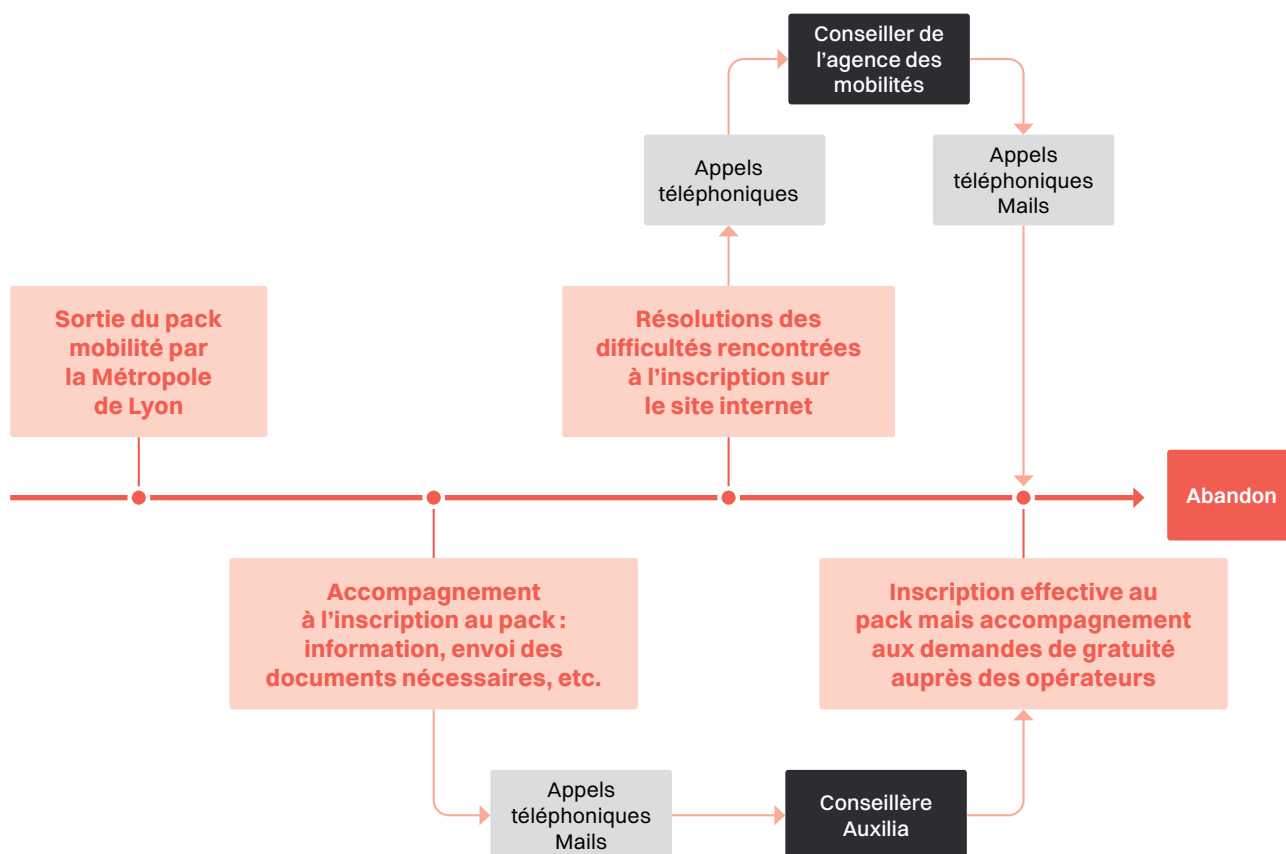 Conseiller de
l’agence des
mobilités
Appels
téléphoniques
Appels
téléphoniques
Mails
Sortie du pack
mobilité par
la Métropole
de Lyon
Résolutions des
difficultés rencontrées
à l’inscription sur
le site internet
Abandon
Accompagnement
à l’inscription au pack :
information, envoi des
documents nécessaires, etc.
Inscription effective au
pack mais accompagnement
aux demandes de gratuité
auprès des opérateurs
Appels
téléphoniques
Mails
Conseillère
Auxilia